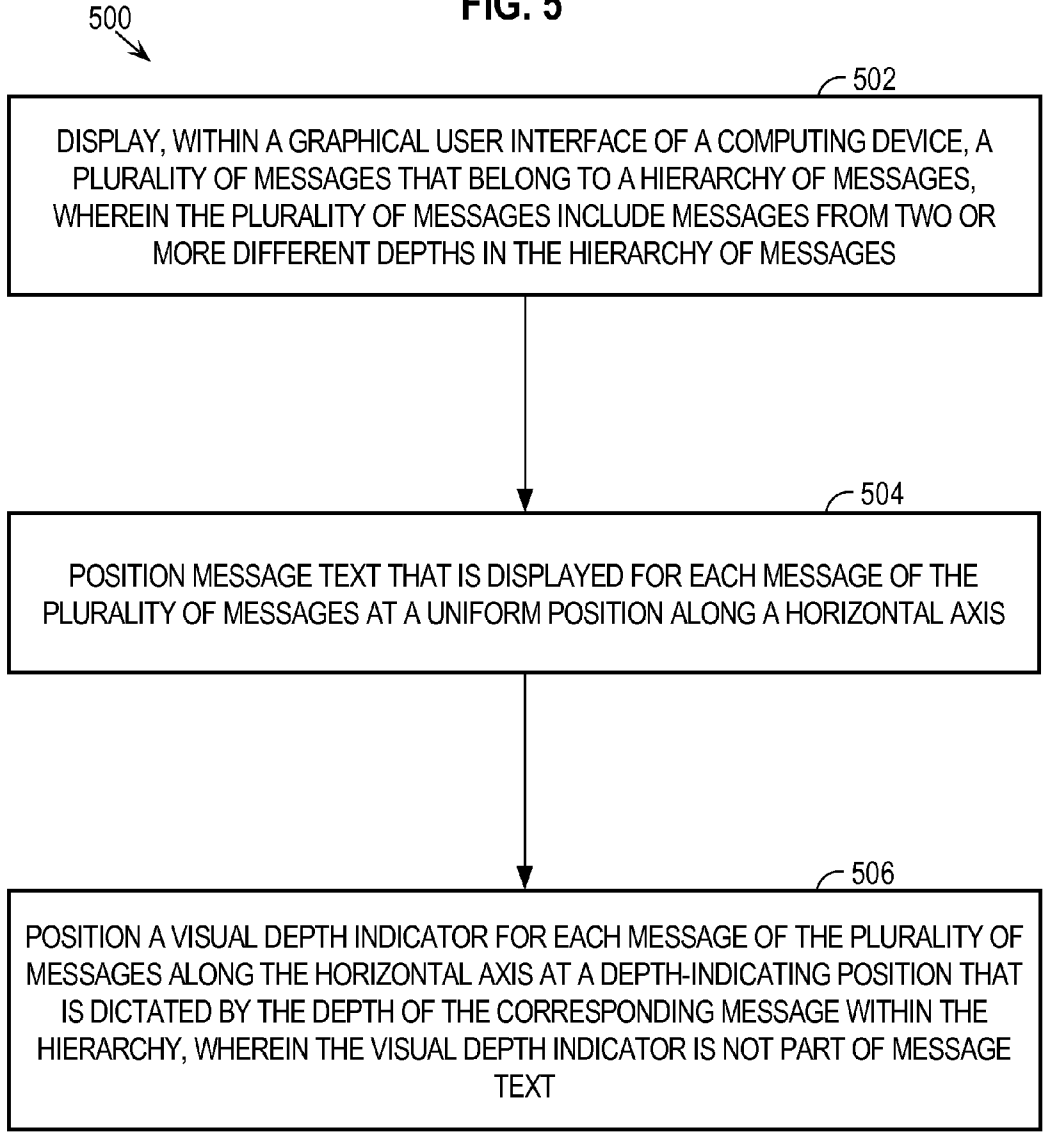 FIG. 5
500
502
DISPLAY, WITHIN A GRAPHICAL USER INTERFACE OF A COMPUTING DEVICE, A
PLURALITY OF MESSAGES THAT BELONG TO A HIERARCHY OF MESSAGES,
WHEREIN THE PLURALITY OF MESSAGES INCLUDE MESSAGES FROM TWO OR
MORE DIFFERENT DEPTHS IN THE HIERARCHY OF MESSAGES
504
POSITION MESSAGE TEXT THAT IS DISPLAYED FOR EACH MESSAGE OF THE
PLURALITY OF MESSAGES AT A UNIFORM POSITION ALONG A HORIZONTAL AXIS
506
POSITION A VISUAL DEPTH INDICATOR FOR EACH MESSAGE OF THE PLURALITY OF
MESSAGES ALONG THE HORIZONTAL AXIS AT A DEPTH-INDICATING POSITION THAT
IS DICTATED BY THE DEPTH OF THE CORRESPONDING MESSAGE WITHIN THE
HIERARCHY, WHEREIN THE VISUAL DEPTH INDICATOR IS NOT PART OF MESSAGE
TEXT